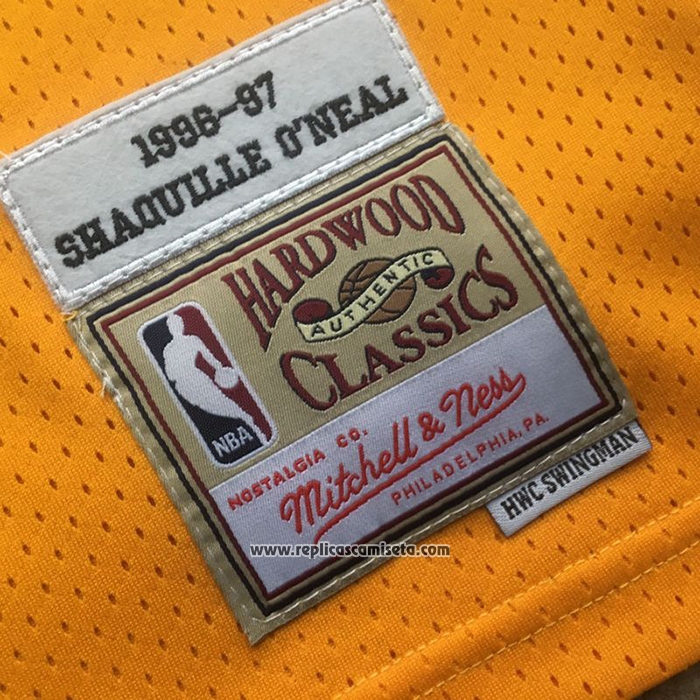 1996-97
SHAQUILLE O'NEAL
HARDWOOD
AUTHENTIC
CLASSICS
NBA
NOSTALGIA CO.
Mitchell & Ness
PHILADELPHIA, PA.
HWC SWINGMAN
www.replicascamiseta.com